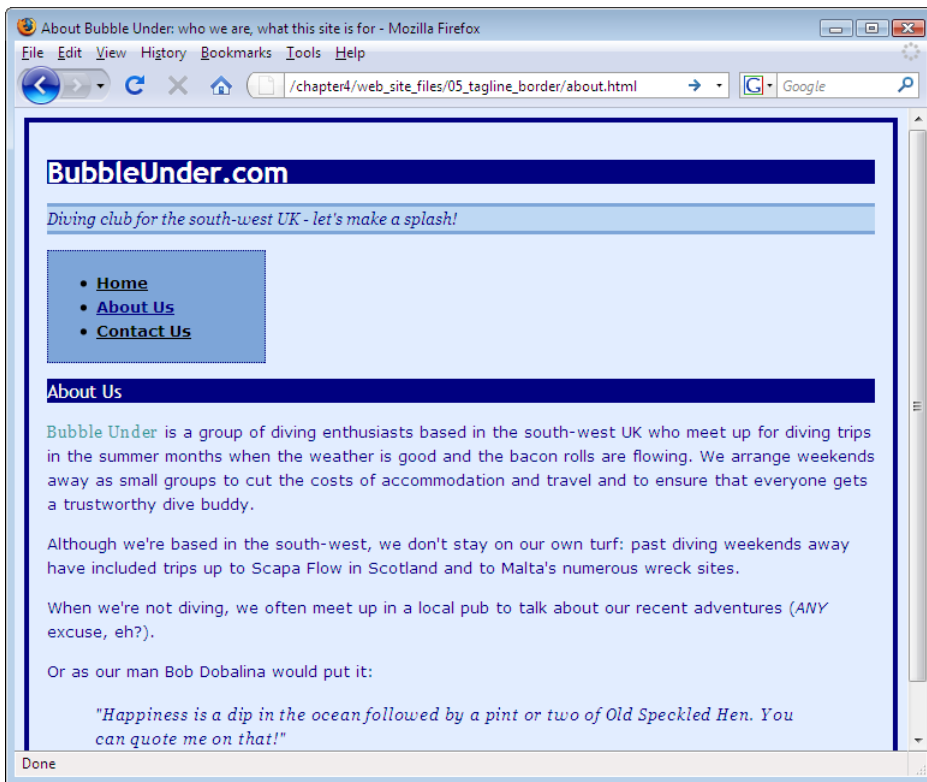 About Bubble Under: who we are, what this site is for - Mozilla Firefox
File Edit View History Bookmarks Tools Help
/chapter4/web_site_files/05_tagline_border/about.html
G Google
BubbleUnder.com
Diving club for the south-west UK - let's make a splash!
• Home
• About Us
• Contact Us
About Us
Bubble Under is a group of diving enthusiasts based in the south-west UK who meet up for diving trips
in the summer months when the weather is good and the bacon rolls are flowing. We arrange weekends
away as small groups to cut the costs of accommodation and travel and to ensure that everyone gets
a trustworthy dive buddy.
Although we're based in the south-west, we don't stay on our own turf: past diving weekends away
have included trips up to Scapa Flow in Scotland and to Malta's numerous wreck sites.
When we're not diving, we often meet up in a local pub to talk about our recent adventures (ANY
excuse, eh?).
Or as our man Bob Dobalina would put it:
"Happiness is a dip in the ocean followed by a pint or two of Old Speckled Hen. You
can quote me on that!"
Done